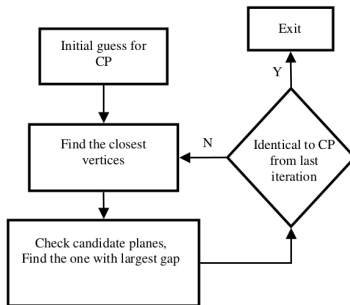 Initial guess for
CP
Find the closest
vertices
Check candidate planes,
Find the one with largest gap
Exit
Y
N
Identical to CP
from last
iteration